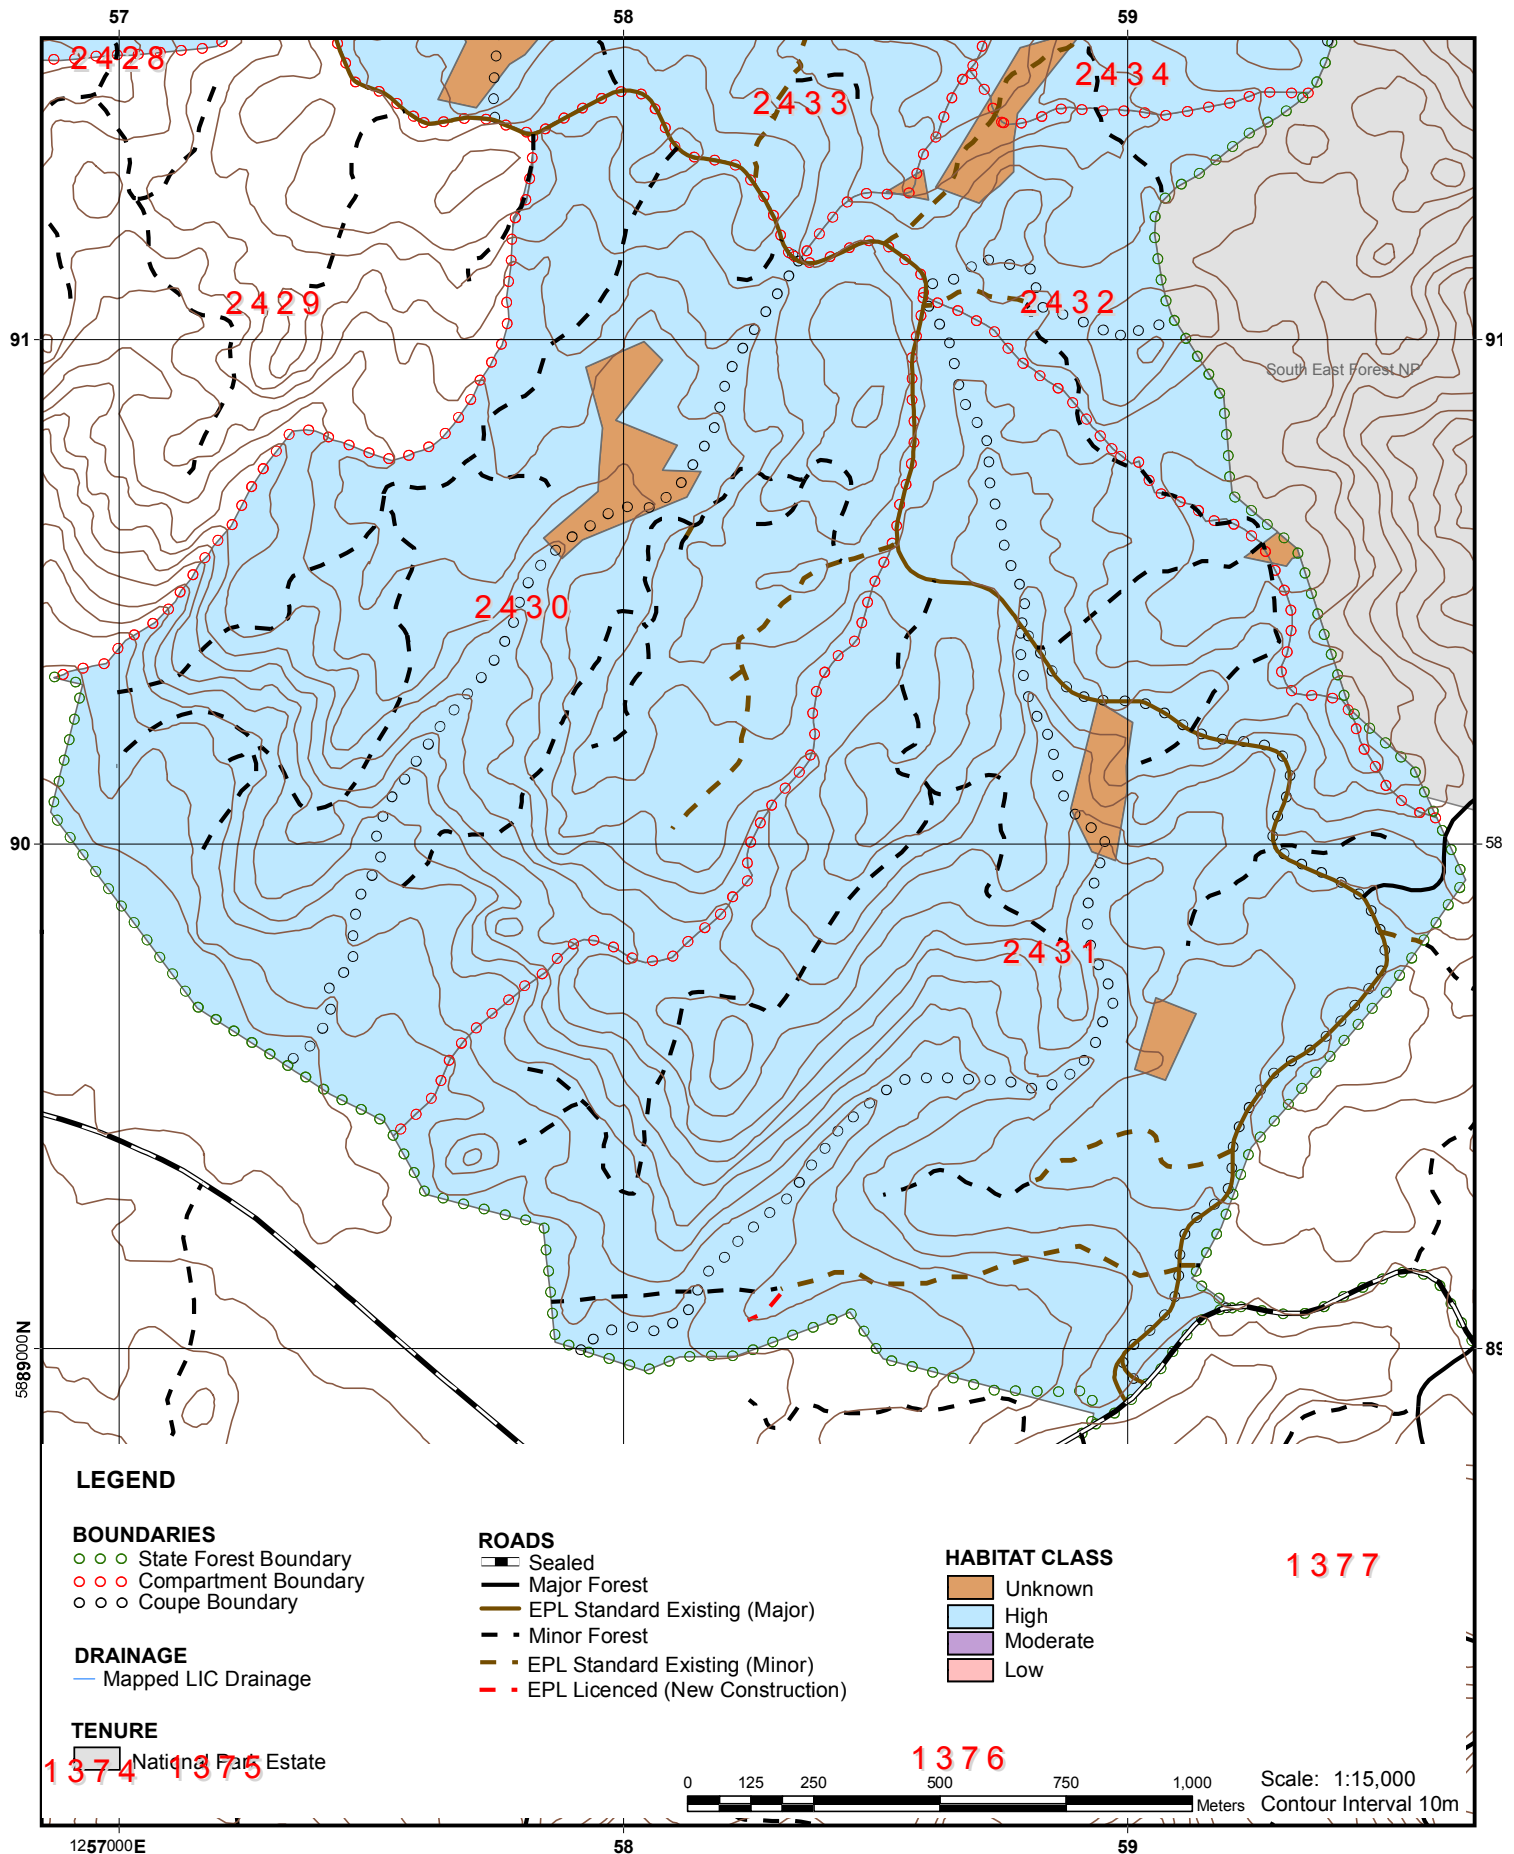 57 58 59
2428
2434
2433
2429
2432
91 91
South East Forest NP
2430
90 58
2431
5889000N 89
LEGEND
BOUNDARIES
State Forest Boundary
Compartment Boundary
Coupe Boundary
DRAINAGE
Mapped LIC Drainage
TENURE
National Park Estate
ROADS
Sealed
Major Forest
EPL Standard Existing (Major)
Minor Forest
EPL Standard Existing (Minor)
EPL Licenced (New Construction)
HABITAT CLASS
Unknown
High
Moderate
Low
1377
1374 1375
1376
0 125 250 500 750 1,000
Meters
Scale: 1:15,000
Contour Interval 10m
1257000E 58 59